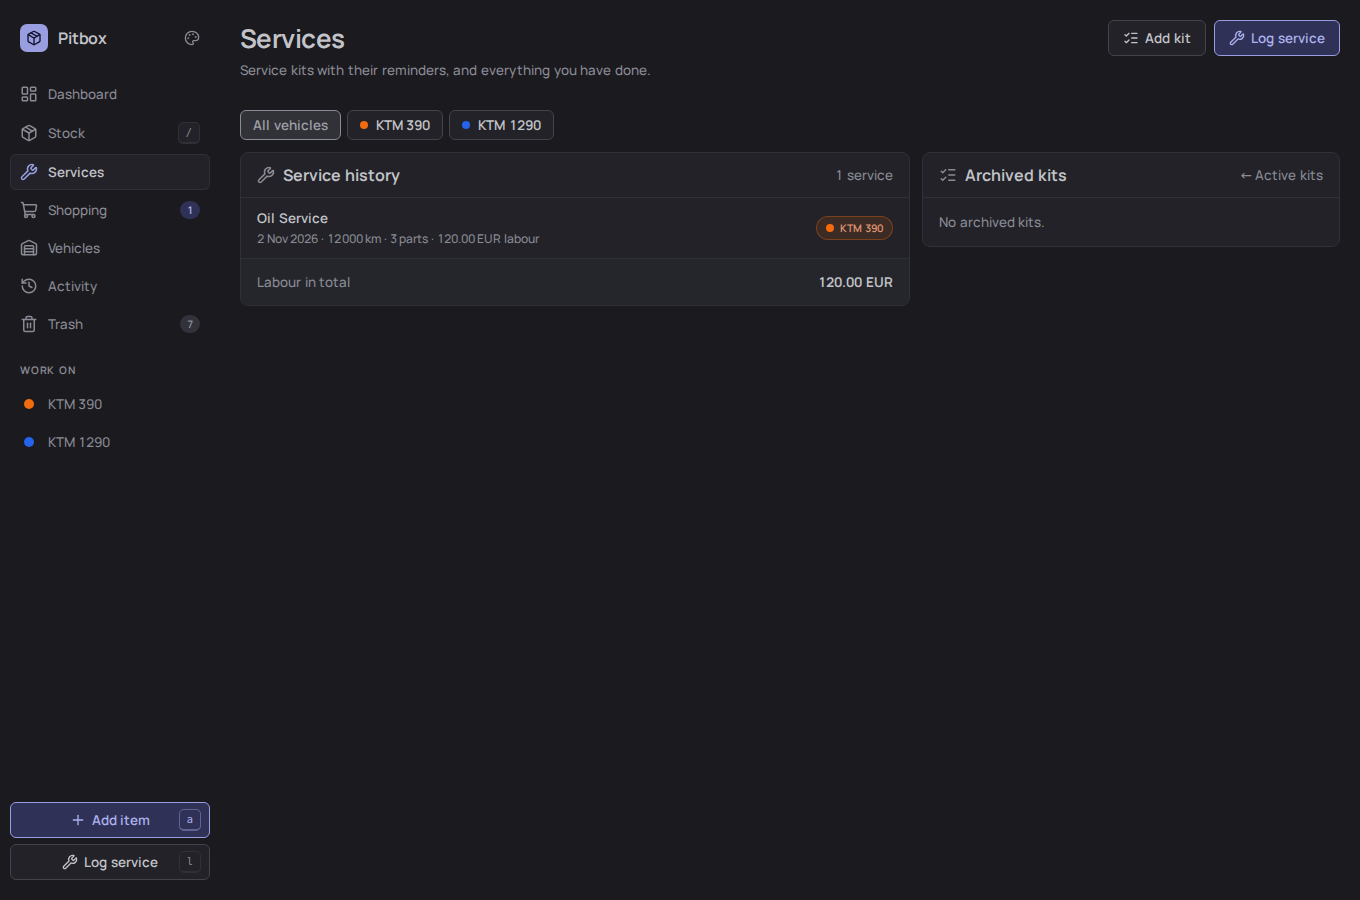 Pitbox
Dashboard
Stock /
Services
Shopping 1
Vehicles
Activity
Trash 7
WORK ON
KTM 390
KTM 1290
Add item a
Log service l
Services
Service kits with their reminders, and everything you have done.
Add kit
Log service
All vehicles
KTM 390
KTM 1290
Service history
1 service
Oil Service
2 Nov 2026 · 12 000 km · 3 parts · 120.00 EUR labour
KTM 390
Labour in total
120.00 EUR
Archived kits
← Active kits
No archived kits.